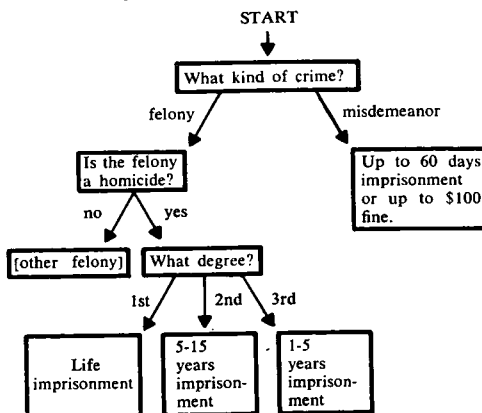 START
What kind of crime?
felony
misdemeanor
Is the felony
a homicide?
Up to 60 days
imprisonment
or up to $100
fine.
no
yes
[other felony]
What degree?
1st
2nd
3rd
Life
imprisonment
5-15
years
imprison-
ment
1-5
years
imprison-
ment